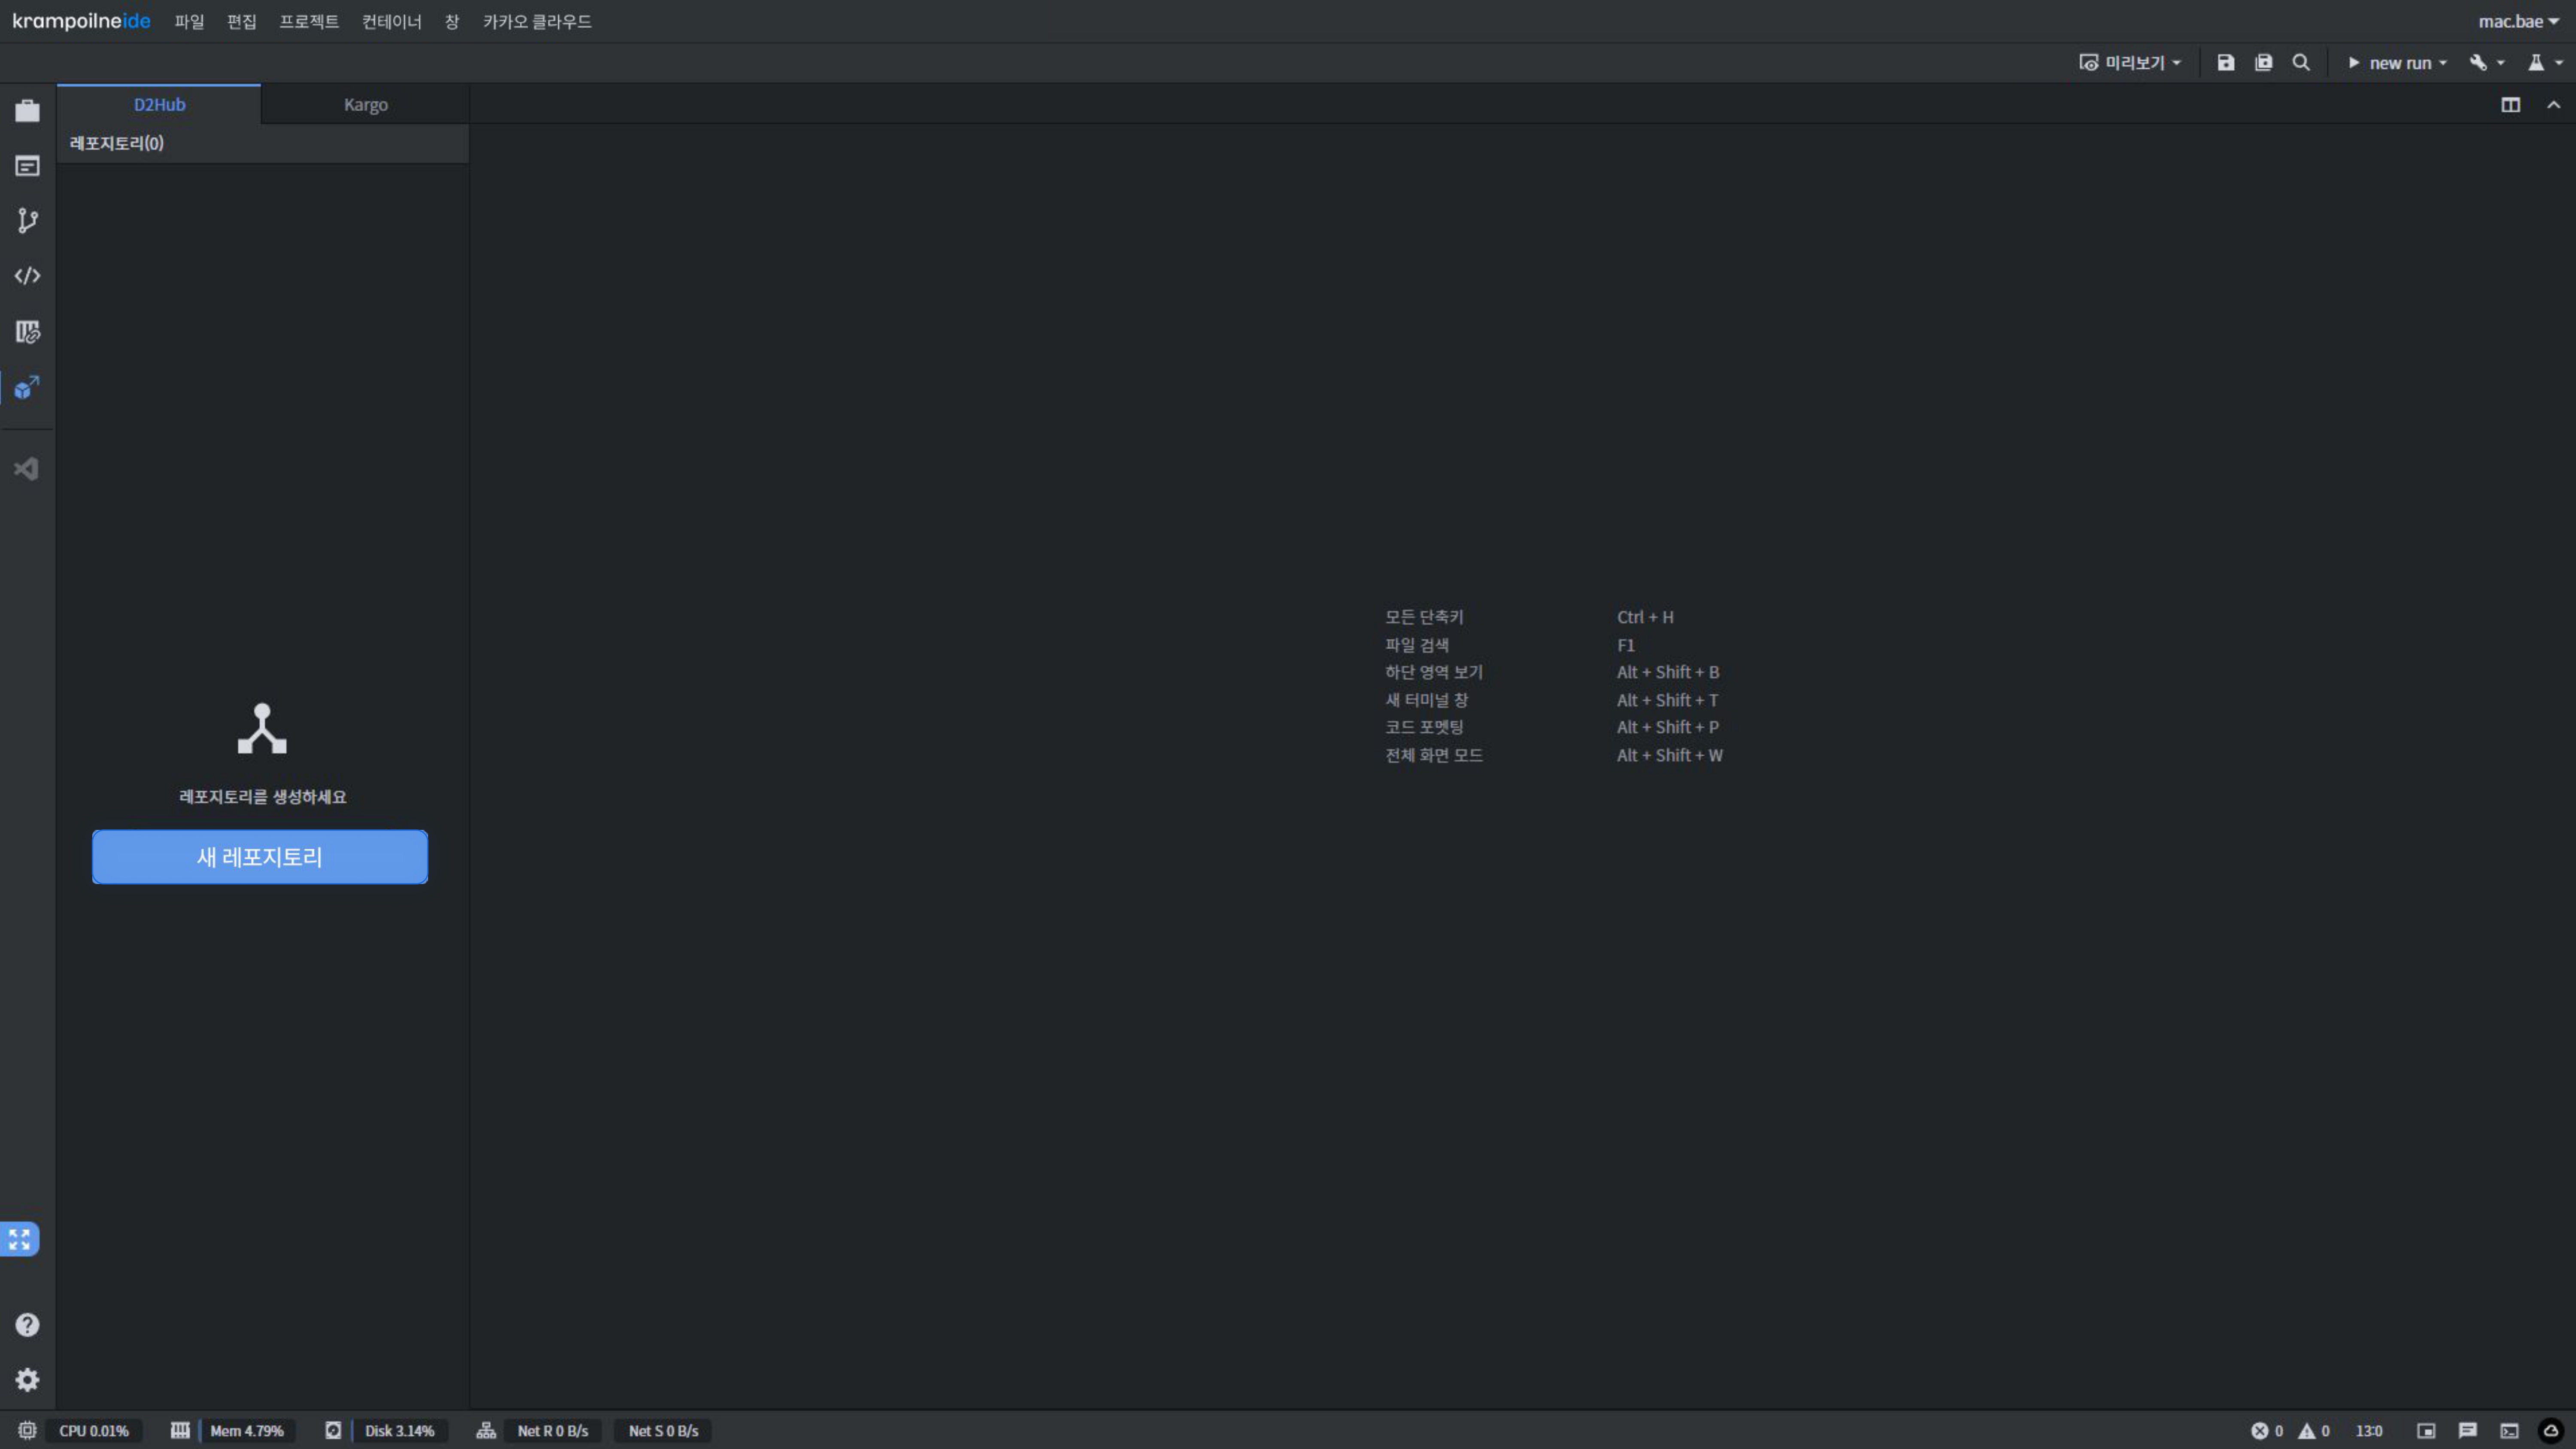 krampoilneide 파일 편집 프로젝트 컨테이너 창 카카오 클라우드 mac.bae
미리보기 new run
D2Hub Kargo
레포지토리(0)
모든 단축키 Ctrl + H
파일 검색 F1
하단 영역 보기 Alt + Shift + B
새 터미널 창 Alt + Shift + T
코드 포멧팅 Alt + Shift + P
전체 화면 모드 Alt + Shift + W
레포지토리를 생성하세요
새 레포지토리
CPU 0.01% Mem 4.79% Disk 3.14% Net R 0 B/s Net S 0 B/s 0 0 13:0